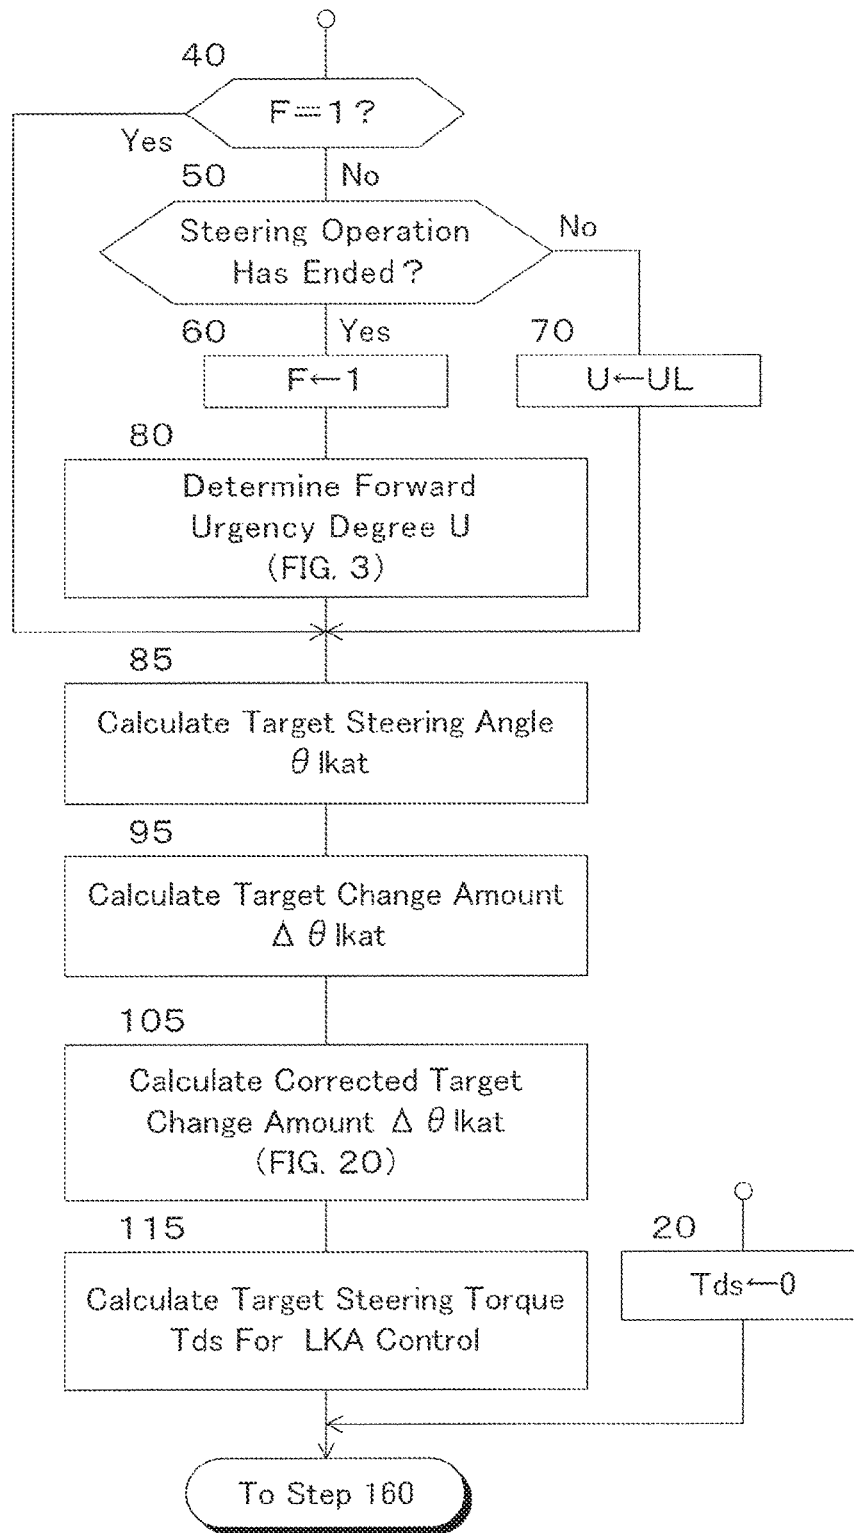 40
F=1?
Yes
No
50
Steering Operation
Has Ended?
No
60
Yes
70
F←1
U←UL
80
Determine Forward
Urgency Degree U
(FIG. 3)
85
Calculate Target Steering Angle
θ lkat
95
Calculate Target Change Amount
Δ θ lkat
105
Calculate Corrected Target
Change Amount Δ θ lkat
(FIG. 20)
115
Calculate Target Steering Torque
Tds For LKA Control
20
Tds←0
To Step 160